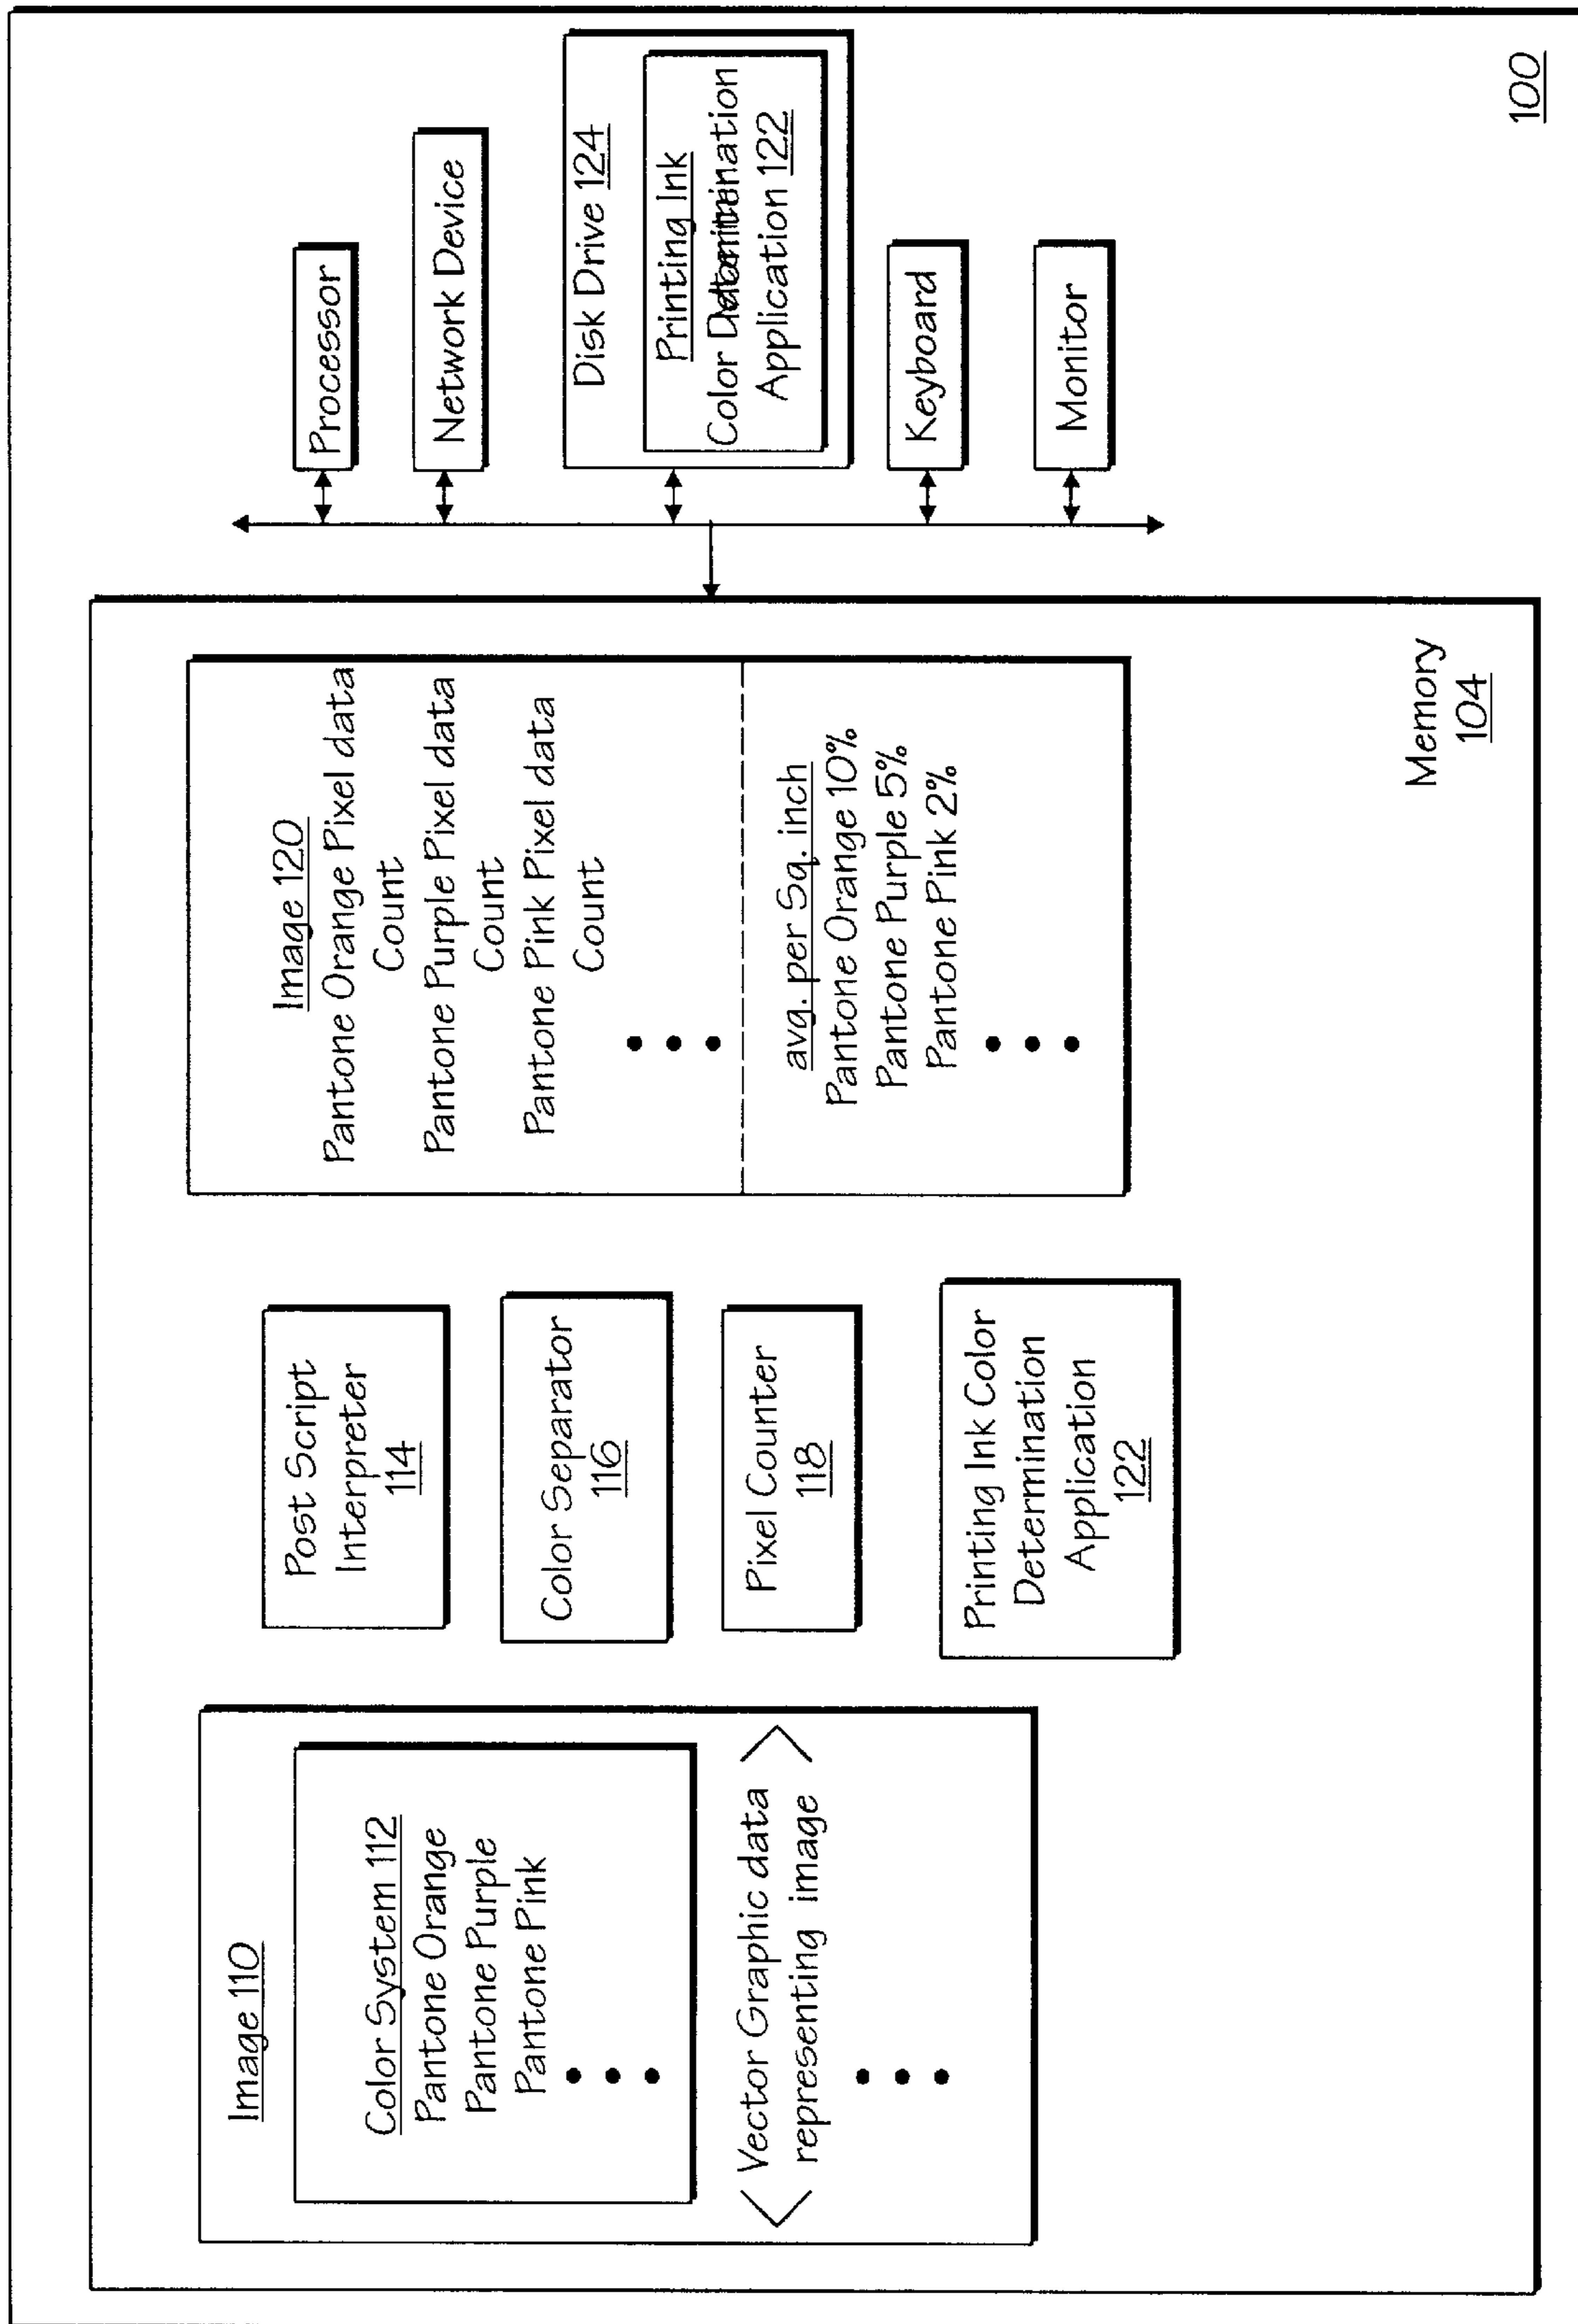 Image 110
Color System 112
Pantone Orange
Pantone Purple
Pantone Pink
Vector Graphic data
representing image
Post Script
Interpreter
114
Color Separator
116
Pixel Counter
118
Printing Ink Color
Determination
Application
122
Image 120
Pantone Orange Pixel data
Count
Pantone Purple Pixel data
Count
Pantone Pink Pixel data
Count
avg. per Sq. inch
Pantone Orange 10%
Pantone Purple 5%
Pantone Pink 2%
Memory
104
Processor
Network Device
Disk Drive 124
Printing Ink
Color
Application 122
Keyboard
Monitor
100